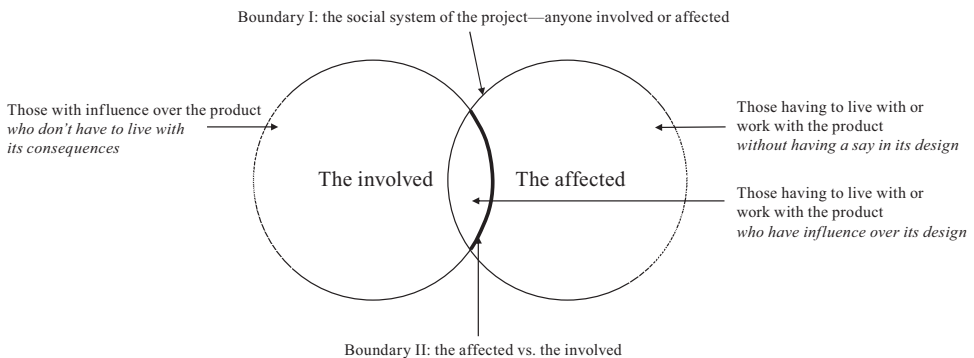 Boundary I: the social system of the project—anyone involved or affected
Those with influence over the product
who don't have to live with
its consequences
The involved
The affected
Those having to live with or
work with the product
without having a say in its design
Those having to live with or
work with the product
who have influence over its design
Boundary II: the affected vs. the involved